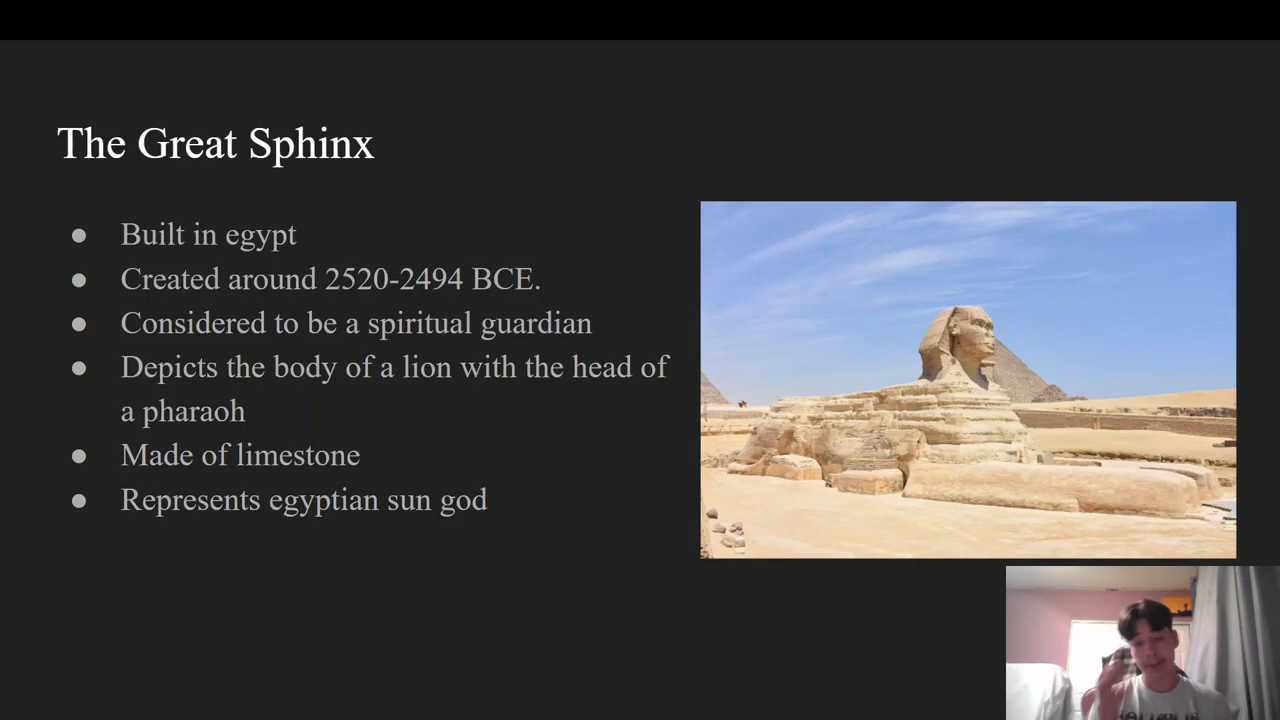 The Great Sphinx
● Built in egypt
● Created around 2520-2494 BCE.
● Considered to be a spiritual guardian
● Depicts the body of a lion with the head of
a pharaoh
● Made of limestone
● Represents egyptian sun god